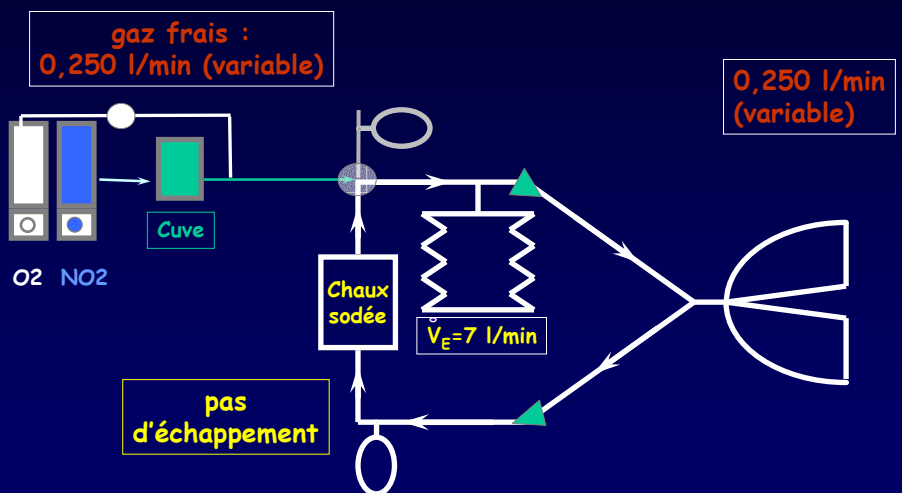 gaz frais :
0,250 l/min (variable)
0,250 l/min
(variable)
Cuve
O2 NO2
Chaux
sodée
V̊E=7 l/min
pas
d'échappement